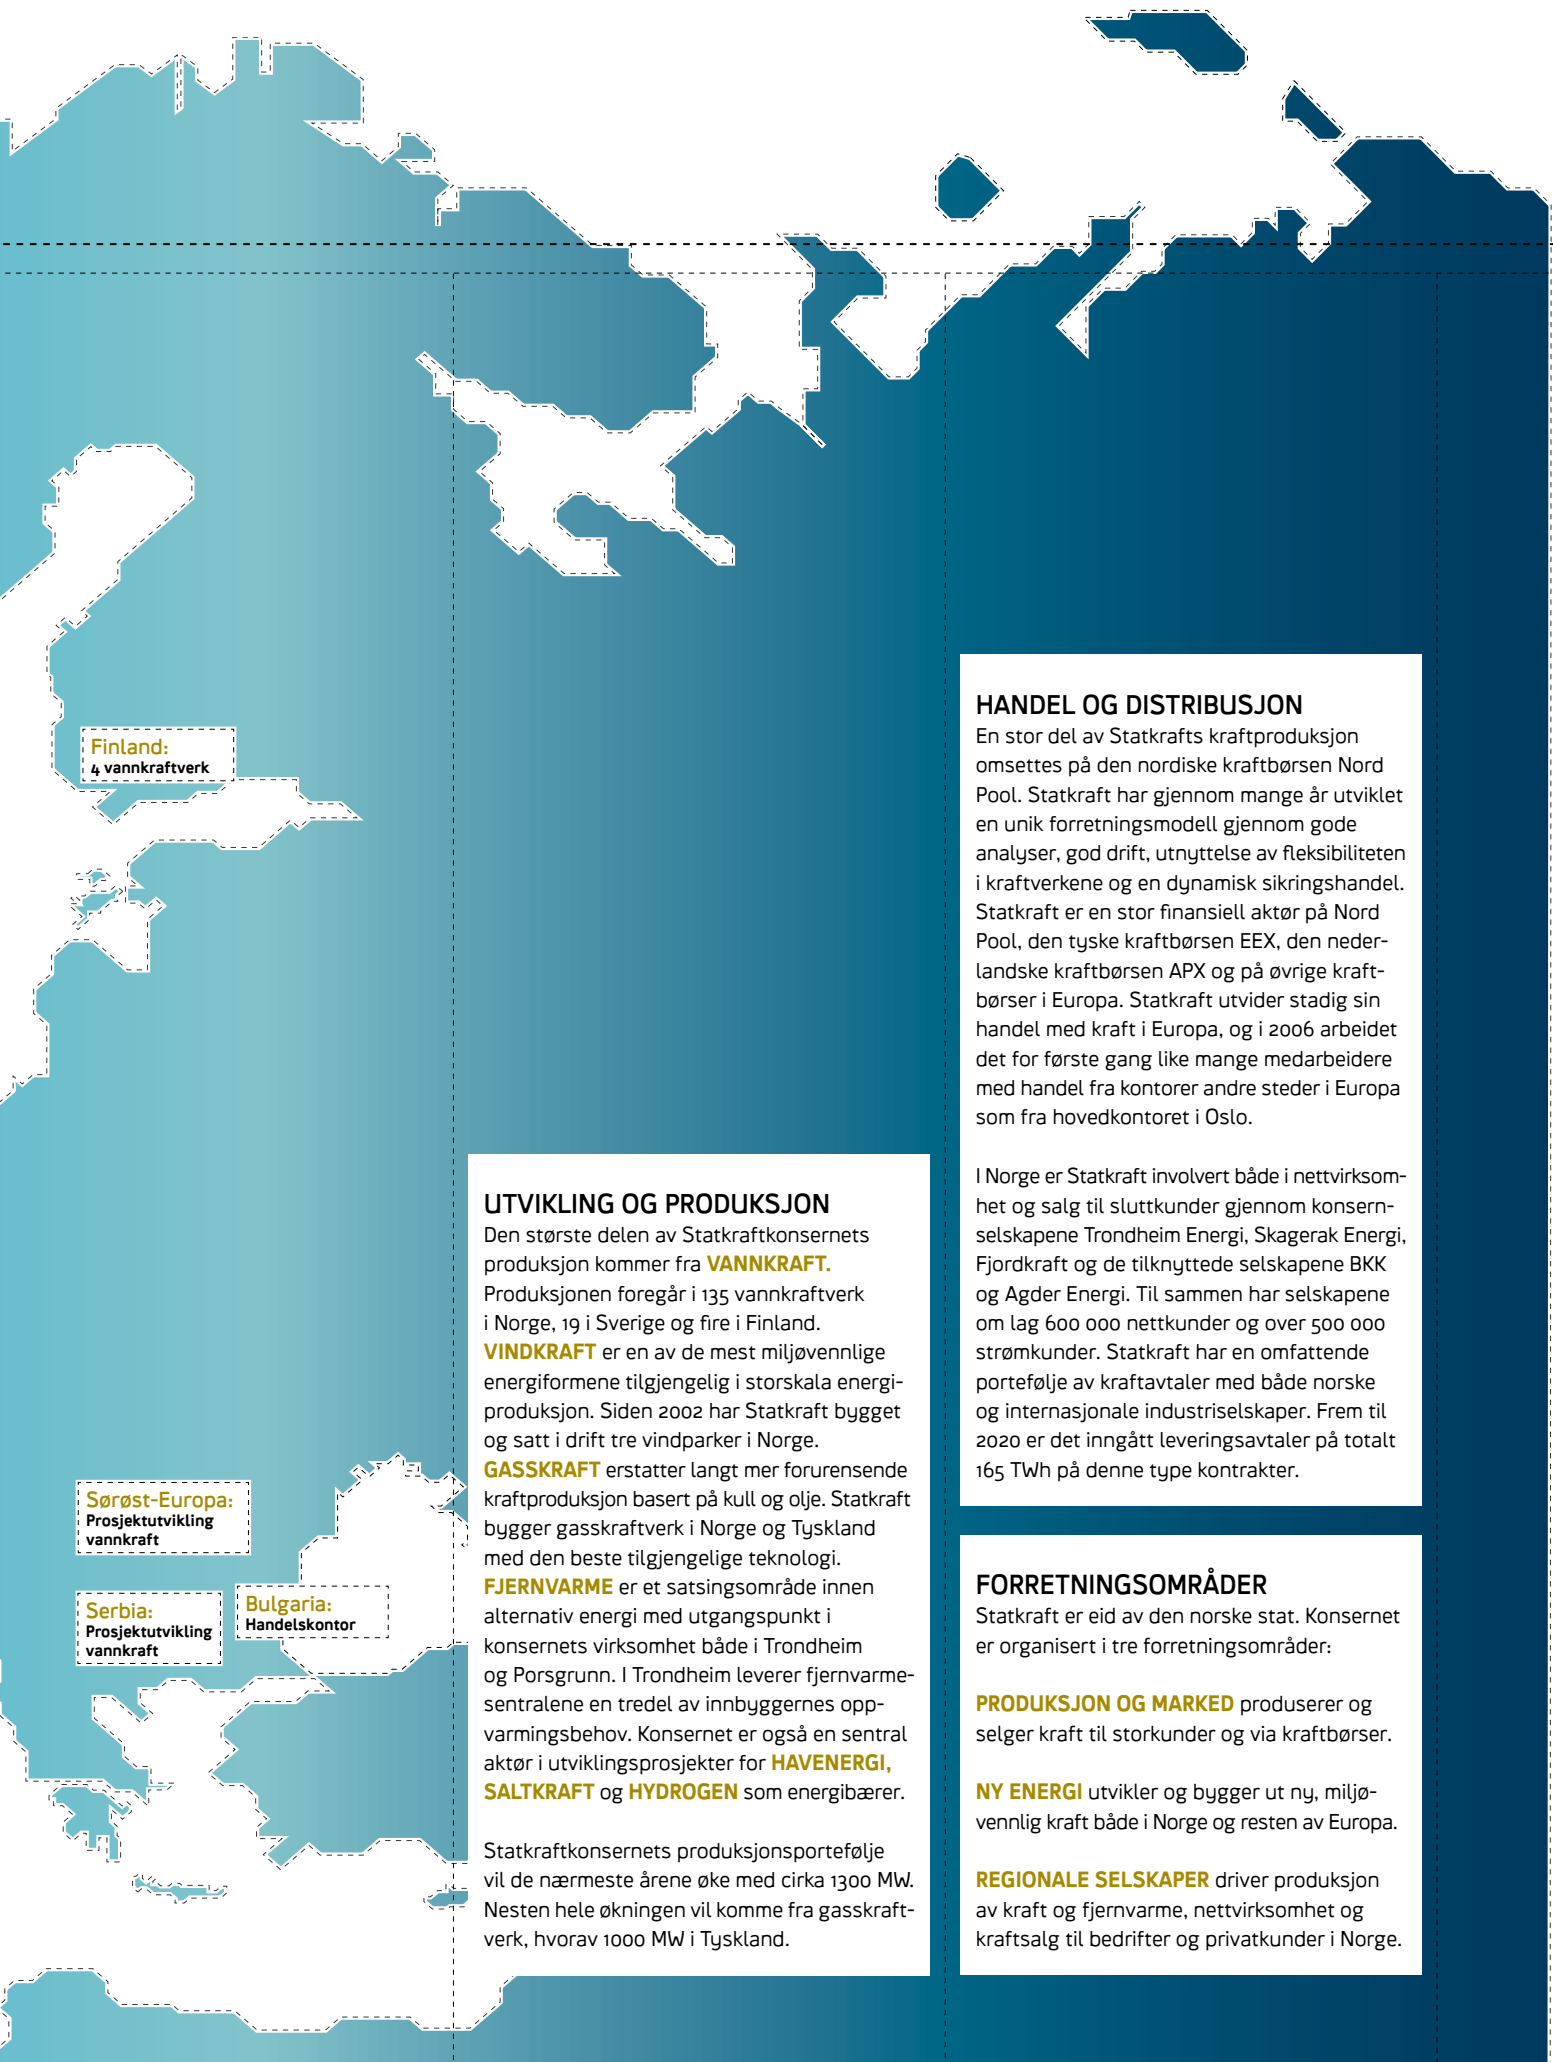 Finland:
4 vannkraftverk
Sørøst-Europa:
Prosjektutvikling
vannkraft
Serbia:
Prosjektutvikling
vannkraft
Bulgaria:
Handelskontor
UTVIKLING OG PRODUKSJON
Den største delen av Statkraftkonsernets
produksjon kommer fra VANNKRAFT.
Produksjonen foregår i 135 vannkraftverk
i Norge, 19 i Sverige og fire i Finland.
VINDKRAFT er en av de mest miljøvennlige
energiformene tilgjengelig i storskala energi-
produksjon. Siden 2002 har Statkraft bygget
og satt i drift tre vindparker i Norge.
GASSKRAFT erstatter langt mer forurensende
kraftproduksjon basert på kull og olje. Statkraft
bygger gasskraftverk i Norge og Tyskland
med den beste tilgjengelige teknologi.
FJERNVARME er et satsingsområde innen
alternativ energi med utgangspunkt i
konsernets virksomhet både i Trondheim
og Porsgrunn. I Trondheim leverer fjernvarme-
sentralene en tredel av innbyggernes opp-
varmingsbehov. Konsernet er også en sentral
aktør i utviklingsprosjekter for HAVENERGI,
SALTKRAFT og HYDROGEN som energibærer.
Statkraftkonsernets produksjonsportefølje
vil de nærmeste årene øke med cirka 1300 MW.
Nesten hele økningen vil komme fra gasskraft-
verk, hvorav 1000 MW i Tyskland.
HANDEL OG DISTRIBUSJON
En stor del av Statkrafts kraftproduksjon
omsettes på den nordiske kraftbørsen Nord
Pool. Statkraft har gjennom mange år utviklet
en unik forretningsmodell gjennom gode
analyser, god drift, utnyttelse av fleksibiliteten
i kraftverkene og en dynamisk sikringshandel.
Statkraft er en stor finansiell aktør på Nord
Pool, den tyske kraftbørsen EEX, den neder-
landske kraftbørsen APX og på øvrige kraft-
børser i Europa. Statkraft utvider stadig sin
handel med kraft i Europa, og i 2006 arbeidet
det for første gang like mange medarbeidere
med handel fra kontorer andre steder i Europa
som fra hovedkontoret i Oslo.
I Norge er Statkraft involvert både i nettvirksom-
het og salg til sluttkunder gjennom konsern-
selskapene Trondheim Energi, Skagerak Energi,
Fjordkraft og de tilknyttede selskapene BKK
og Agder Energi. Til sammen har selskapene
om lag 600 000 nettkunder og over 500 000
strømkunder. Statkraft har en omfattende
portefølje av kraftavtaler med både norske
og internasjonale industriselskaper. Frem til
2020 er det inngått leveringsavtaler på totalt
165 TWh på denne type kontrakter.
FORRETNINGSOMRÅDER
Statkraft er eid av den norske stat. Konsernet
er organisert i tre forretningsområder:
PRODUKSJON OG MARKED produserer og
selger kraft til storkunder og via kraftbørser.
NY ENERGI utvikler og bygger ut ny, miljø-
vennlig kraft både i Norge og resten av Europa.
REGIONALE SELSKAPER driver produksjon
av kraft og fjernvarme, nettvirksomhet og
kraftsalg til bedrifter og privatkunder i Norge.